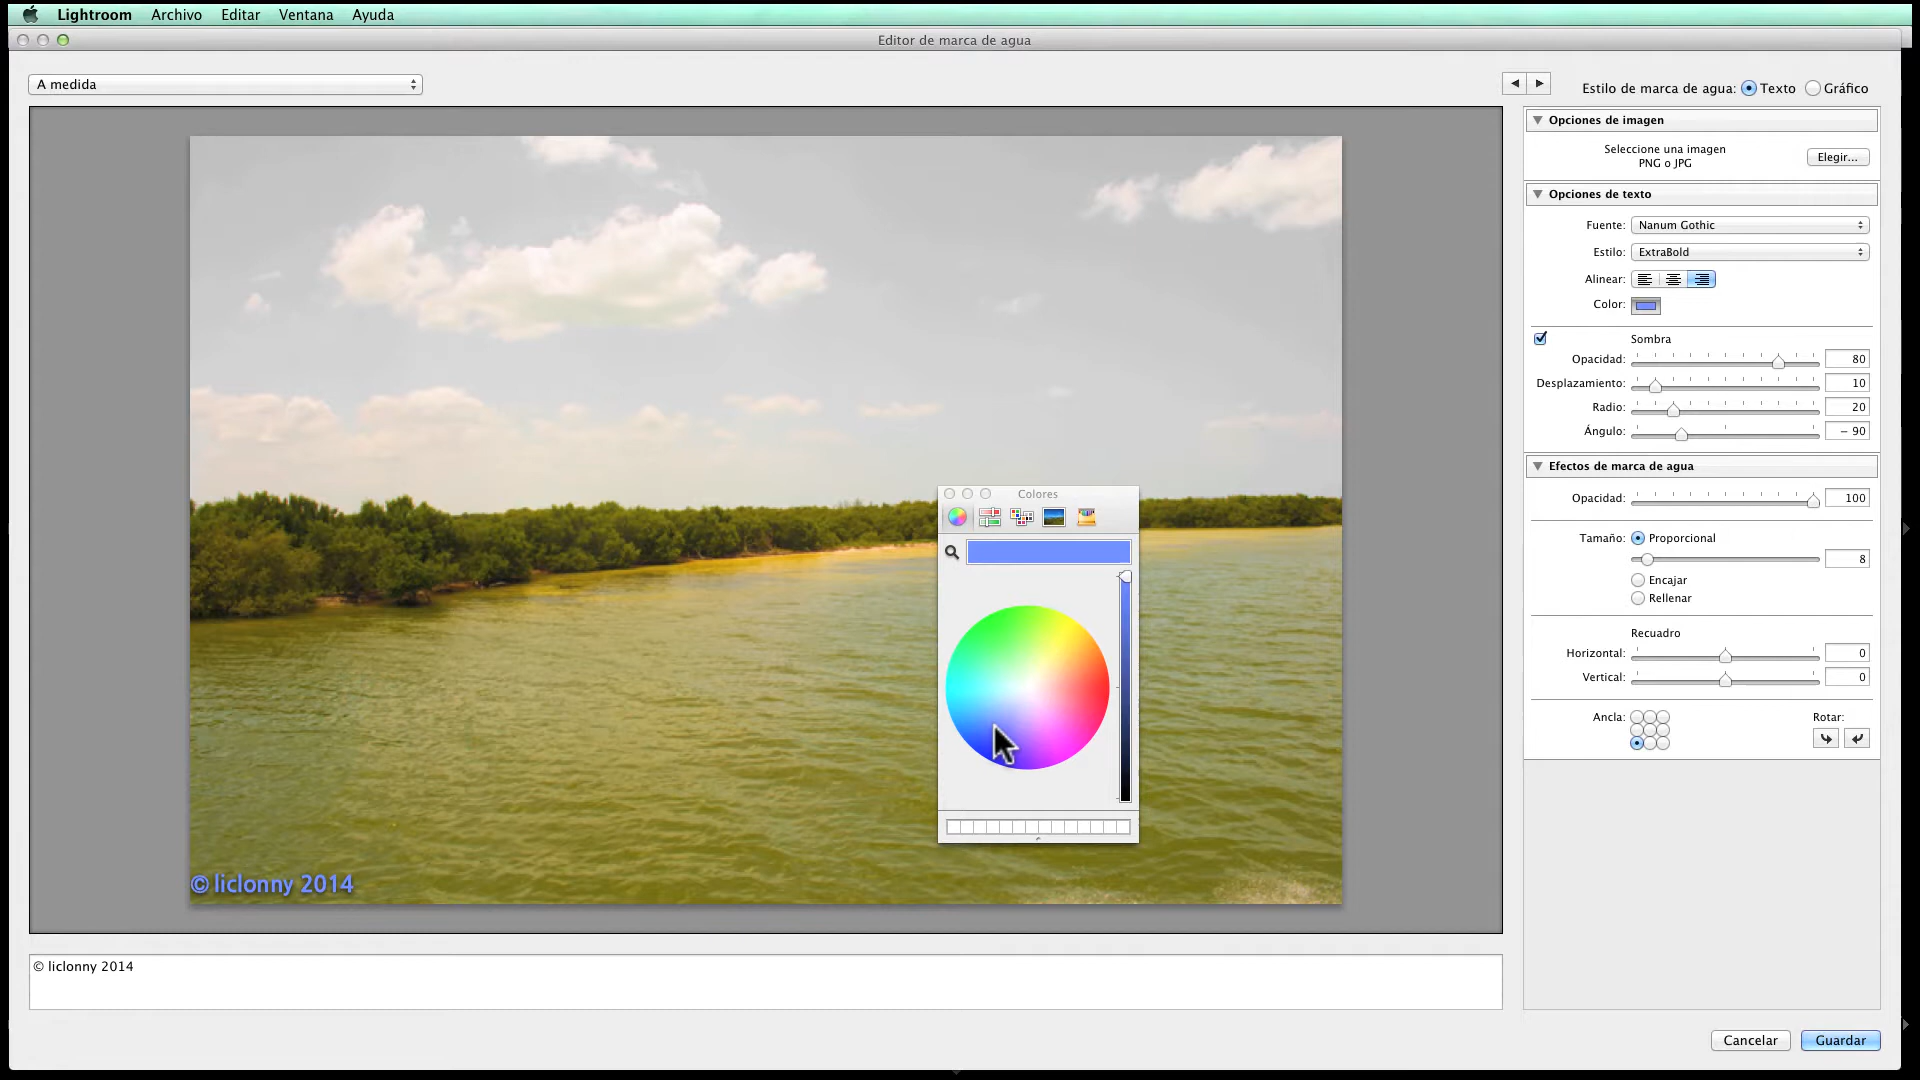 Lightroom Archivo Editar Ventana Ayuda
Editor de marca de agua
A medida
Estilo de marca de agua: Texto Gráfico
Opciones de imagen
Seleccione una imagen
PNG o JPG
Elegir...
Opciones de texto
Fuente: Nanum Gothic
Estilo: ExtraBold
Alinear:
Color:
Sombra
Opacidad: 80
Desplazamiento: 10
Radio: 20
Ángulo: − 90
Efectos de marca de agua
Opacidad: 100
Tamaño: Proporcional
8
Encajar
Rellenar
Recuadro
Horizontal: 0
Vertical: 0
Ancla: Rotar:
Colores
© liclonny 2014
© liclonny 2014
Cancelar Guardar